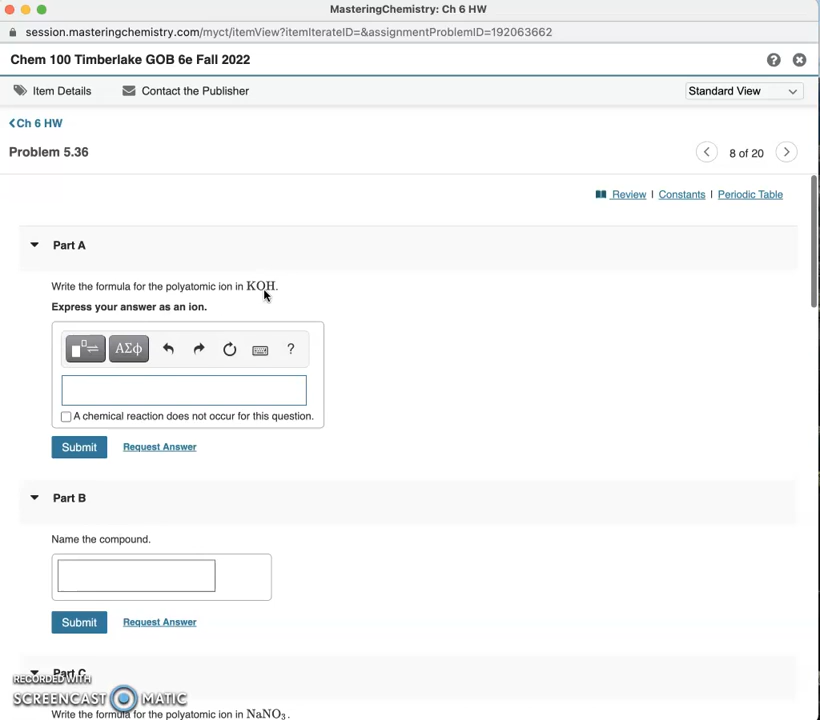 MasteringChemistry: Ch 6 HW
session.masteringchemistry.com/myct/itemView?itemIterateID=&assignmentProblemID=192063662
Chem 100 Timberlake GOB 6e Fall 2022
?
Item Details
Contact the Publisher
Standard View
Ch 6 HW
Problem 5.36
8 of 20
Review | Constants | Periodic Table
Part A
Write the formula for the polyatomic ion in KOH.
Express your answer as an ion.
ΑΣϕ
?
A chemical reaction does not occur for this question.
Submit
Request Answer
Part B
Name the compound.
Submit
Request Answer
Part C
RECORDED WITH
SCREENCAST O MATIC
Write the formula for the polyatomic ion in NaNO₃.